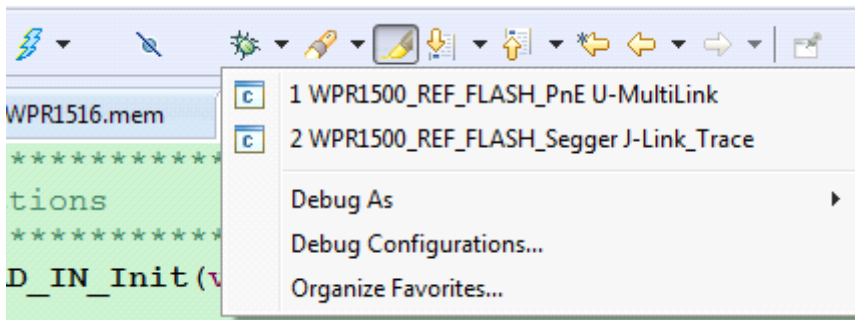 1 WPR1500_REF_FLASH_PnE U-MultiLink
WPR1516.mem
2 WPR1500_REF_FLASH_Segger J-Link_Trace
************
tions
Debug As
************
Debug Configurations...
D_IN_Init(v
Organize Favorites...